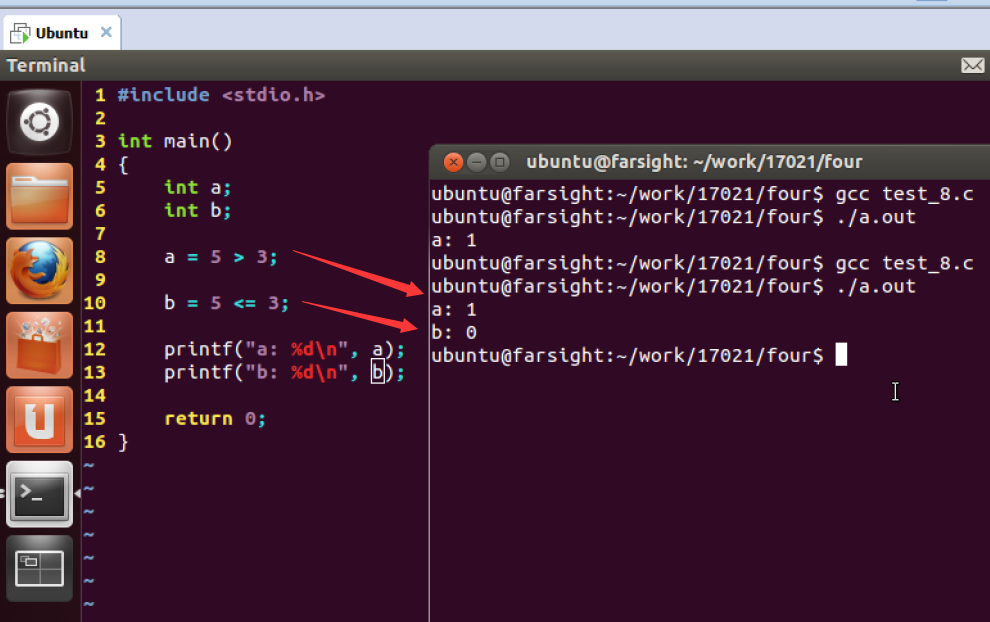 Ubuntu
Terminal
1 #include <stdio.h>
2
3 int main()
4 {
5     int a;
6     int b;
7
8     a = 5 > 3;
9
10     b = 5 <= 3;
11
12     printf("a: %d\n", a);
13     printf("b: %d\n", b);
14
15     return 0;
16 }
~
~
~
~
~
~
~
ubuntu@farsight: ~/work/17021/four
ubuntu@farsight:~/work/17021/four$ gcc test_8.c
ubuntu@farsight:~/work/17021/four$ ./a.out
a: 1
ubuntu@farsight:~/work/17021/four$ gcc test_8.c
ubuntu@farsight:~/work/17021/four$ ./a.out
a: 1
b: 0
ubuntu@farsight:~/work/17021/four$